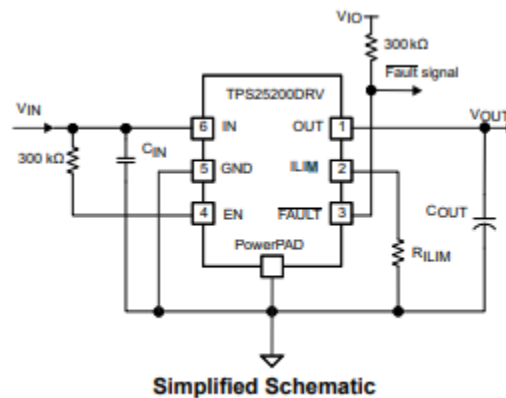 VIO
300 kΩ
Fault signal
TPS25200DRV
VIN
6 IN
OUT 1
VOUT
CIN
300 kΩ
5 GND
ILIM 2
4 EN
FAULT 3
COUT
PowerPAD
RILIM
Simplified Schematic